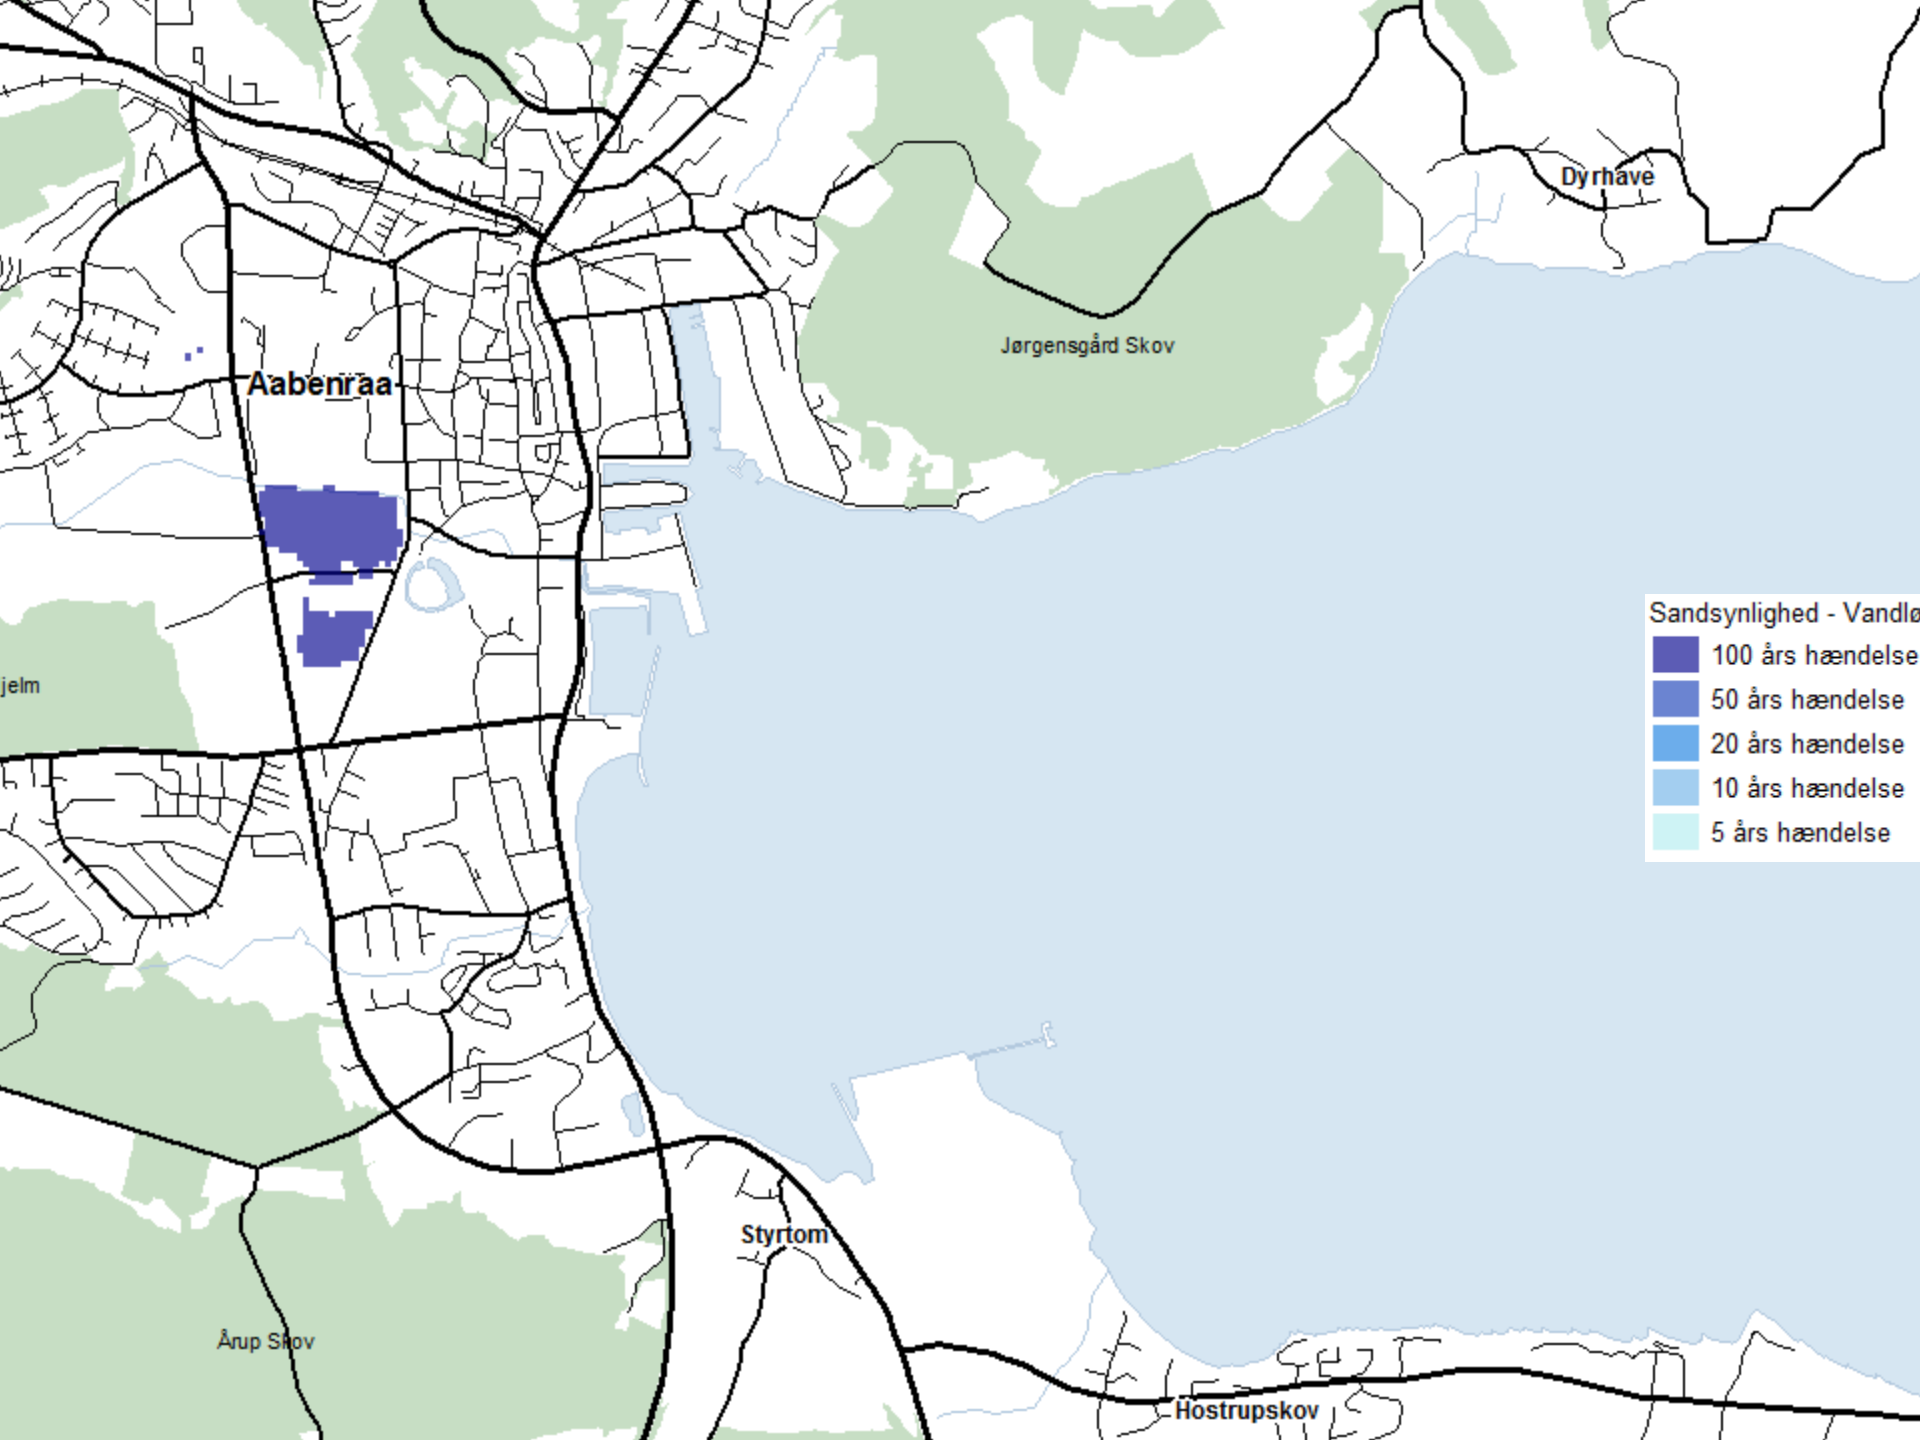 Dyrhave
Jørgensgård Skov
Aabenraa
Sandsynlighed - Vandlø
100 års hændelse
jelm
50 års hændelse
20 års hændelse
10 års hændelse
5 års hændelse
Styrtom
Årup Skov
Hostrupskov